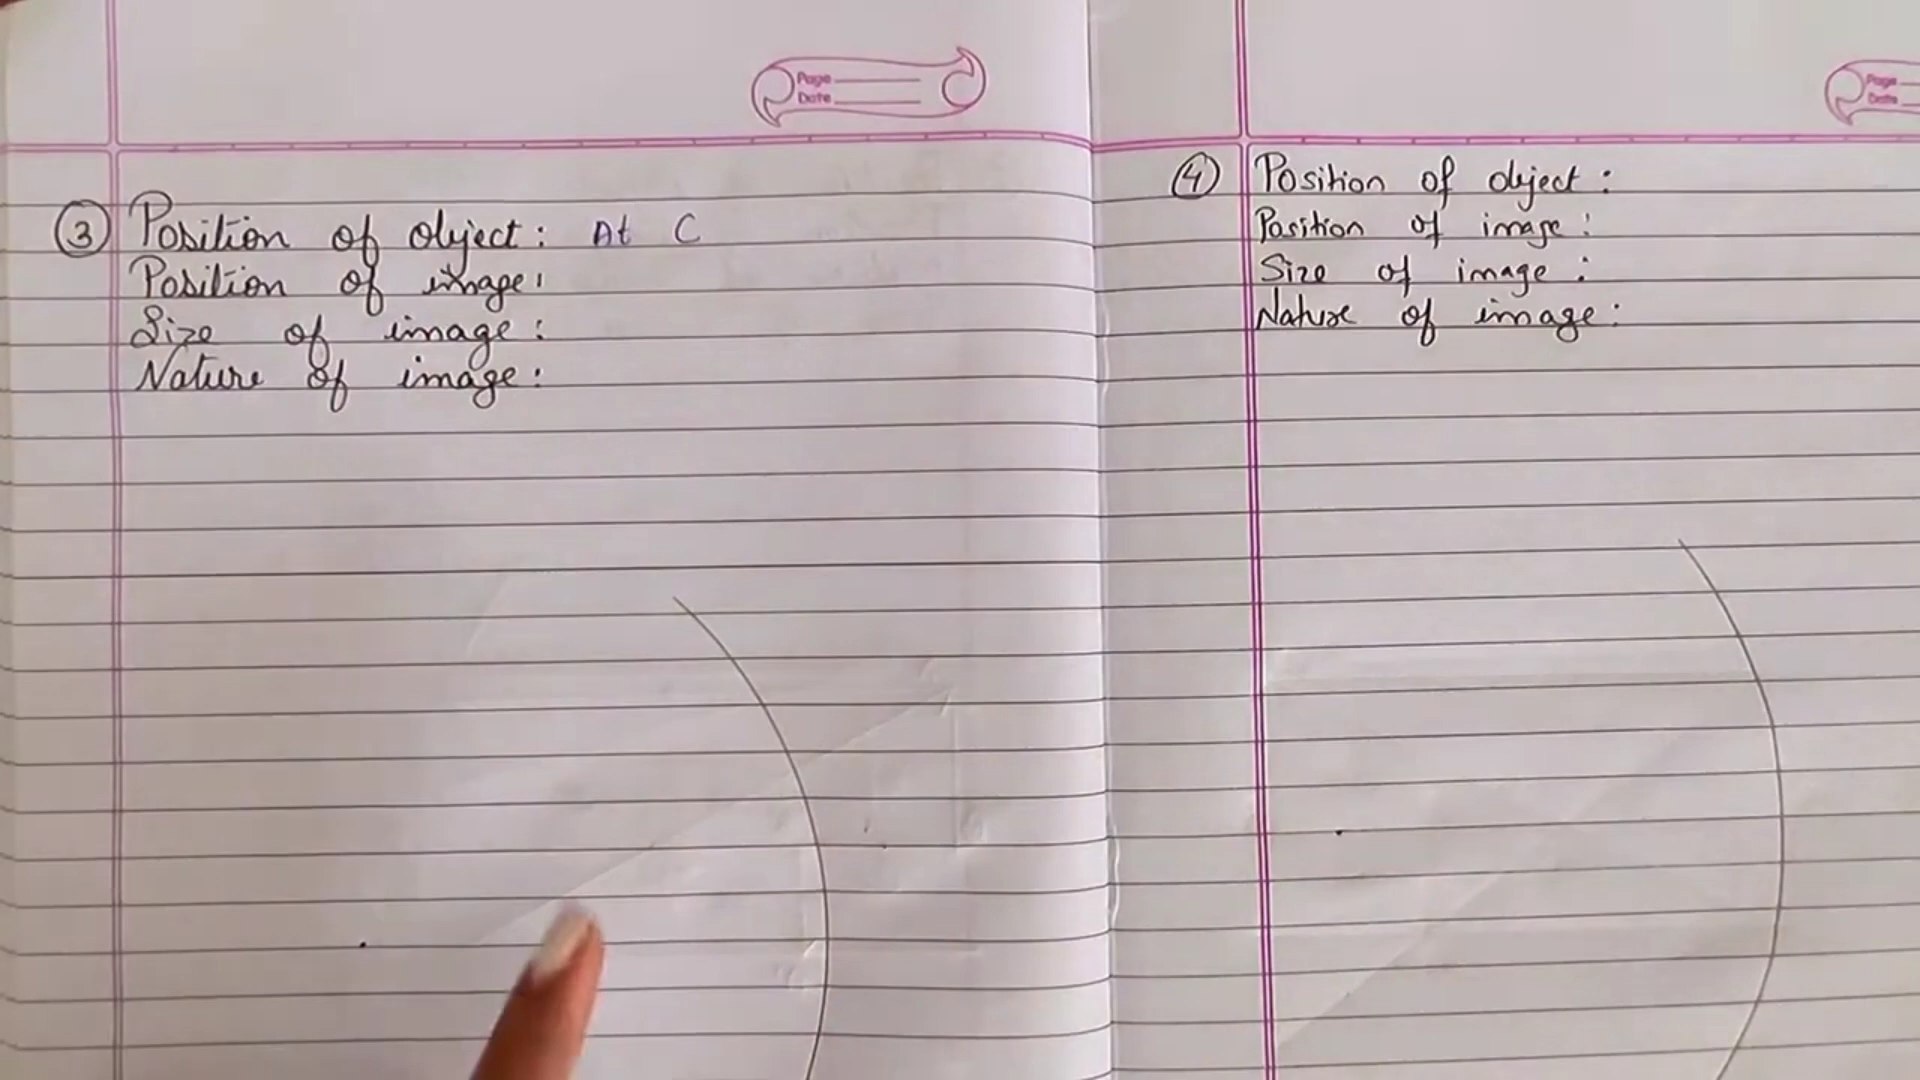 Page
Date
③ Position of object: At C
Position of image:
Size of image:
Nature of image:
Page
Date
④ Position of object:
Position of image:
Size of image:
Nature of image: